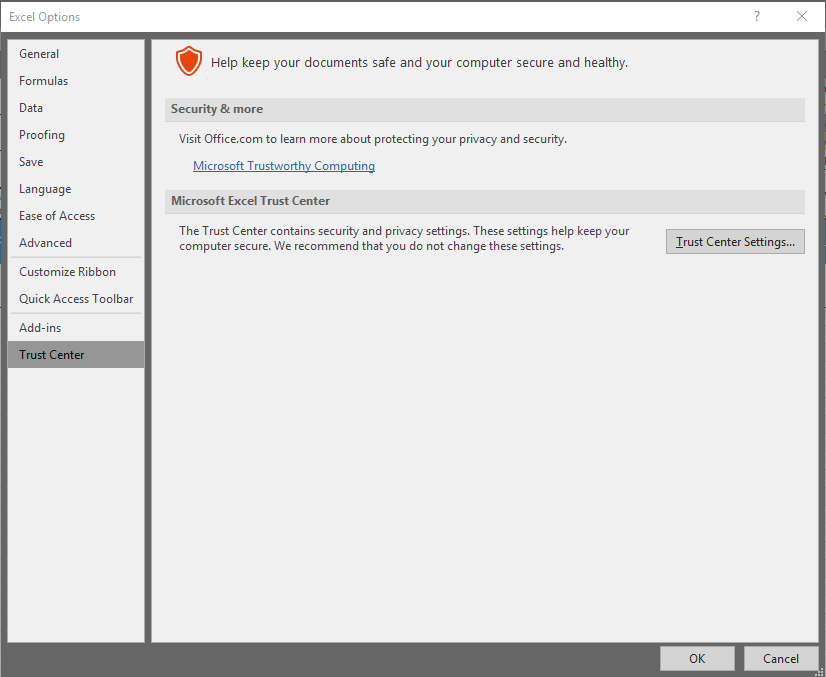 Excel Options
?
General
Formulas
Data
Proofing
Save
Language
Ease of Access
Advanced
Customize Ribbon
Quick Access Toolbar
Add-ins
Trust Center
Help keep your documents safe and your computer secure and healthy.
Security & more
Visit Office.com to learn more about protecting your privacy and security.
Microsoft Trustworthy Computing
Microsoft Excel Trust Center
The Trust Center contains security and privacy settings. These settings help keep your
computer secure. We recommend that you do not change these settings.
Trust Center Settings...
OK
Cancel